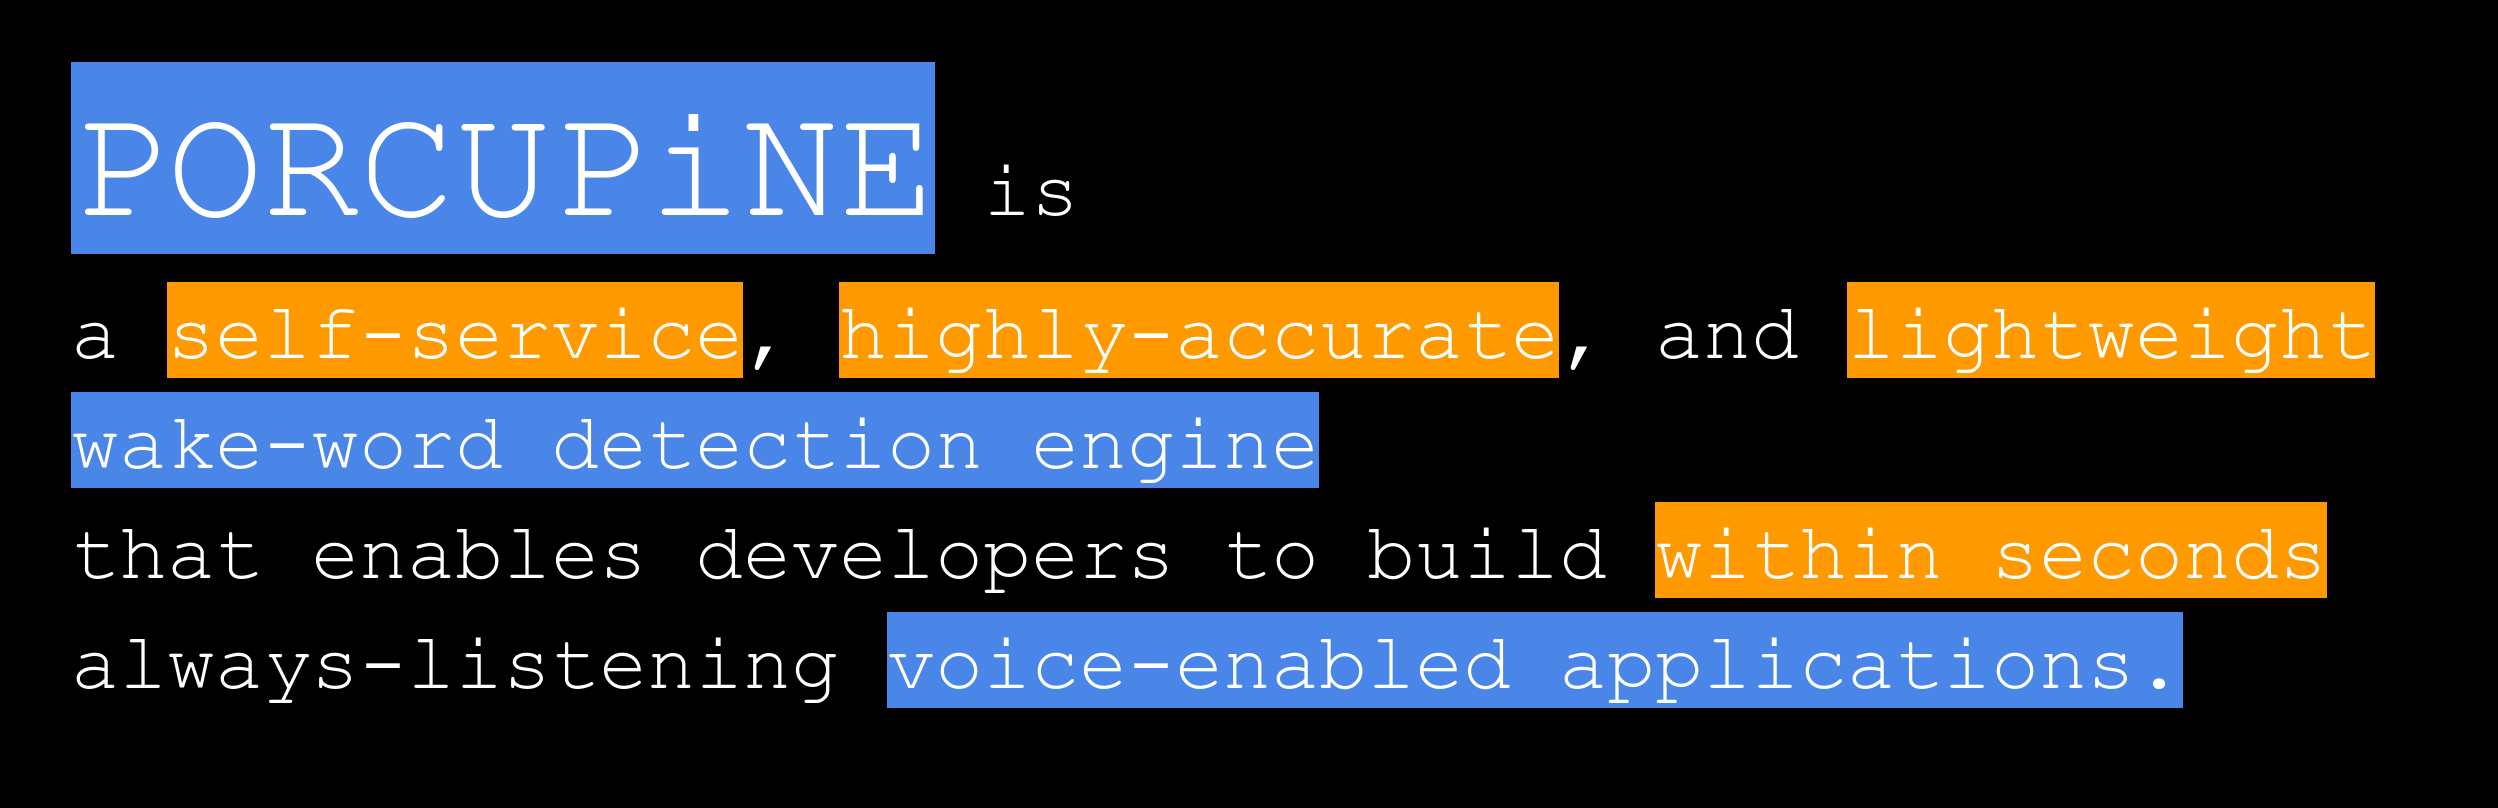 PORCUPiNE is
a self-service, highly-accurate, and lightweight
wake-word detection engine
that enables developers to build within seconds
always-listening voice-enabled applications.